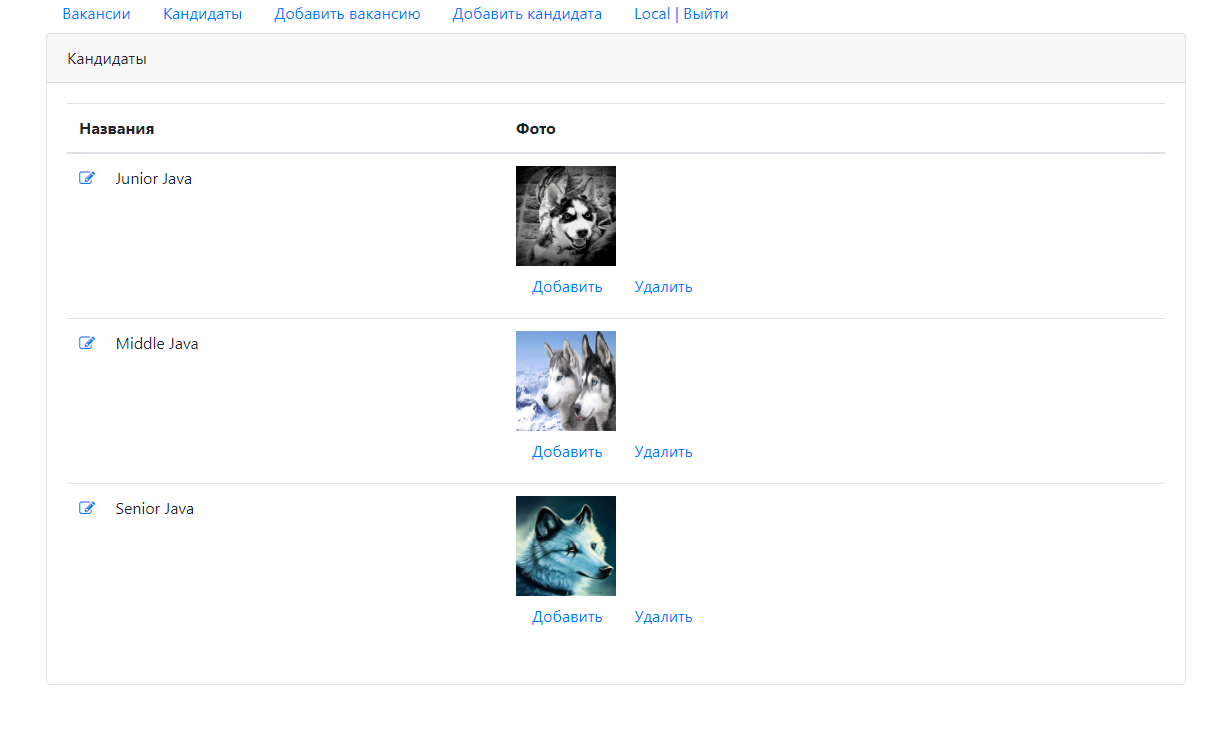 Вакансии Кандидаты Добавить вакансию Добавить кандидата Local | Выйти
Кандидаты
Названия Фото
Junior Java
Добавить Удалить
Middle Java
Добавить Удалить
Senior Java
Добавить Удалить